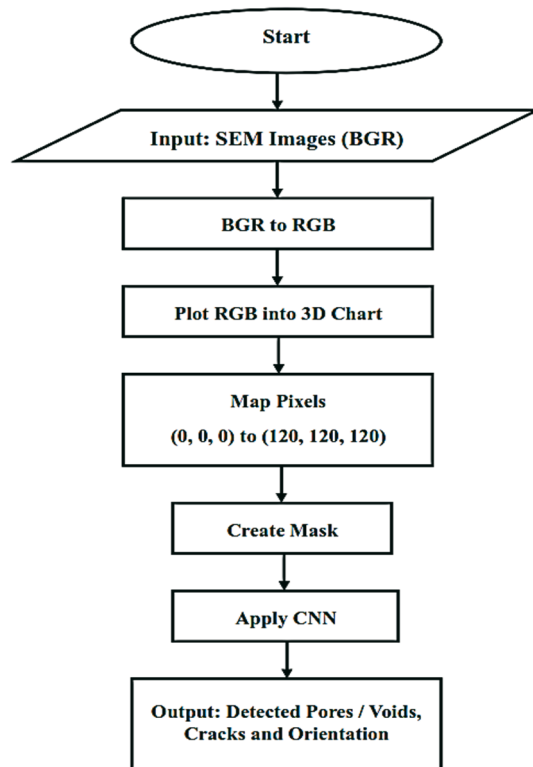 Start
Input: SEM Images (BGR)
BGR to RGB
Plot RGB into 3D Chart
Map Pixels
(0, 0, 0) to (120, 120, 120)
Create Mask
Apply CNN
Output: Detected Pores / Voids,
Cracks and Orientation